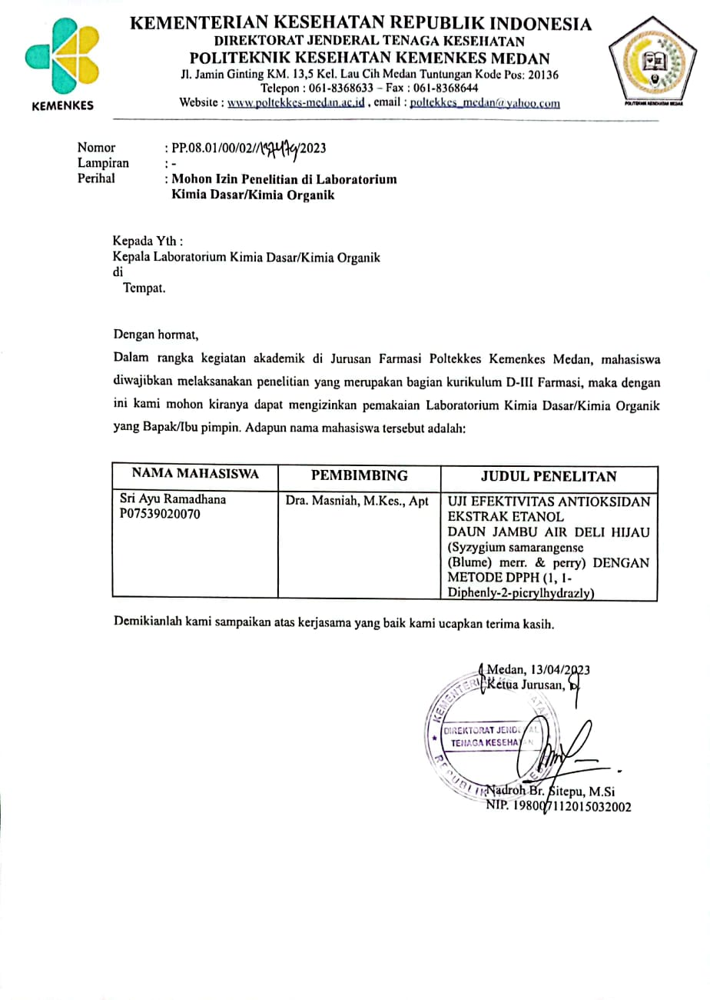 KEMENTERIAN KESEHATAN REPUBLIK INDONESIA
DIREKTORAT JENDERAL TENAGA KESEHATAN
POLITEKNIK KESEHATAN KEMENKES MEDAN
Jl. Jamin Ginting KM. 13,5 Kel. Lau Cih Medan Tuntungan Kode Pos: 20136
Telepon : 061-8368633 – Fax : 061-8368644
Website : www.poltekkes-medan.ac.id , email : poltekkes_medan@yahoo.com
KEMENKES
POLITEKNIK KESEHATAN MEDAN
Nomor : PP.08.01/00/02//2023
Lampiran : -
Perihal : Mohon Izin Penelitian di Laboratorium
Kimia Dasar/Kimia Organik
Kepada Yth :
Kepala Laboratorium Kimia Dasar/Kimia Organik
di
Tempat.
Dengan hormat,
Dalam rangka kegiatan akademik di Jurusan Farmasi Poltekkes Kemenkes Medan, mahasiswa
diwajibkan melaksanakan penelitian yang merupakan bagian kurikulum D-III Farmasi, maka dengan
ini kami mohon kiranya dapat mengizinkan pemakaian Laboratorium Kimia Dasar/Kimia Organik
yang Bapak/Ibu pimpin. Adapun nama mahasiswa tersebut adalah:
NAMA MAHASISWA PEMBIMBING JUDUL PENELITAN
Sri Ayu Ramadhana
P07539020070
Dra. Masniah, M.Kes., Apt
UJI EFEKTIVITAS ANTIOKSIDAN
EKSTRAK ETANOL
DAUN JAMBU AIR DELI HIJAU
(Syzygium samarangense
(Blume) merr. & perry) DENGAN
METODE DPPH (1, 1-
Diphenly-2-picrylhydrazly)
Demikianlah kami sampaikan atas kerjasama yang baik kami ucapkan terima kasih.
Medan, 13/04/2023
Ketua Jurusan,
DIREKTORAT JENDERAL
TENAGA KESEHATAN
Nadroh Br. Sitepu, M.Si
NIP. 198007112015032002